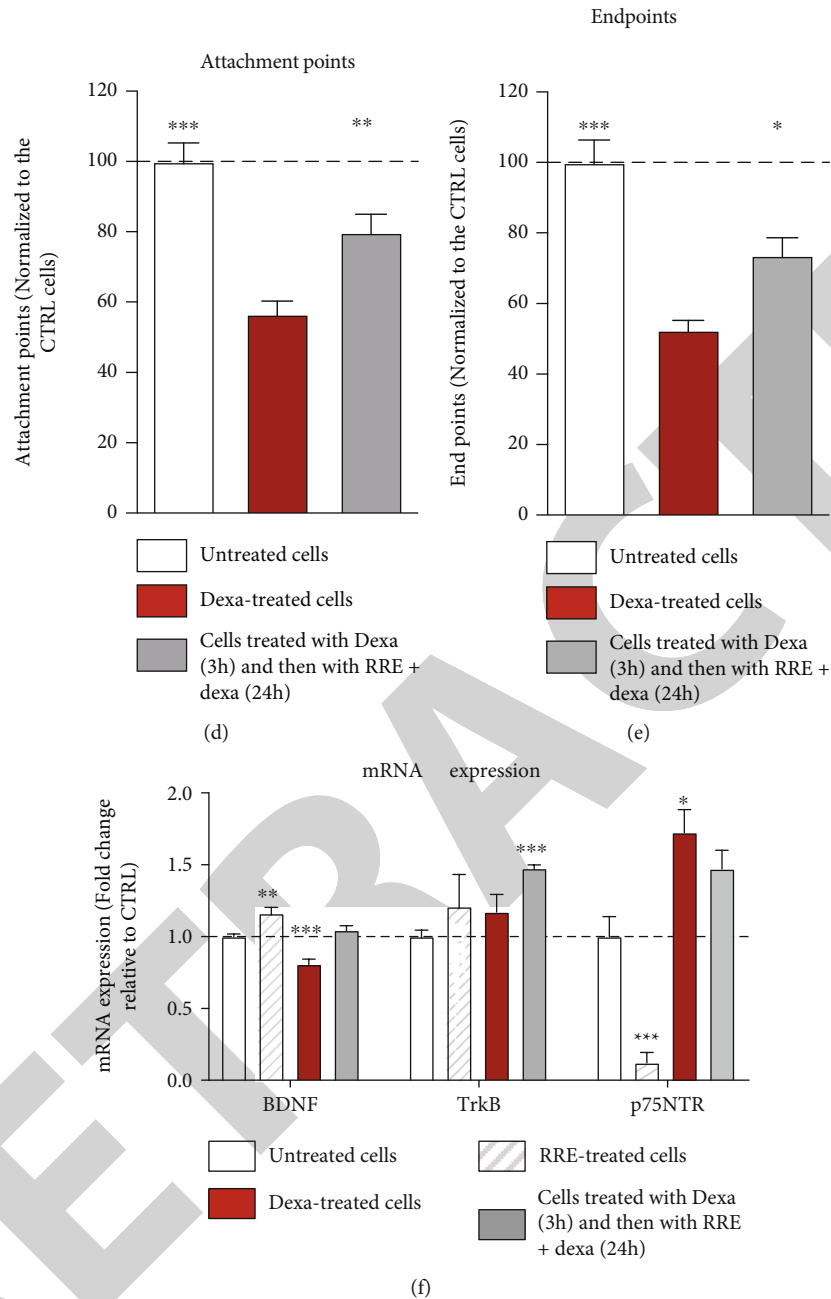 Attachment points
Attachment points (Normalized to the
CTRL cells)
120
100
80
60
40
20
0
***
**
Untreated cells
Dexa-treated cells
Cells treated with Dexa
(3h) and then with RRE +
dexa (24h)
(d)
Endpoints
End points (Normalized to the CTRL cells)
120
100
80
60
40
20
0
***
*
Untreated cells
Dexa-treated cells
Cells treated with Dexa
(3h) and then with RRE +
dexa (24h)
(e)
mRNA expression
mRNA expression (Fold change
relative to CTRL)
2.0
1.5
1.0
0.5
0.0
**
***
***
***
*
BDNF
TrkB
p75NTR
Untreated cells
Dexa-treated cells
RRE-treated cells
Cells treated with Dexa
(3h) and then with RRE
+ dexa (24h)
(f)
ETRACT